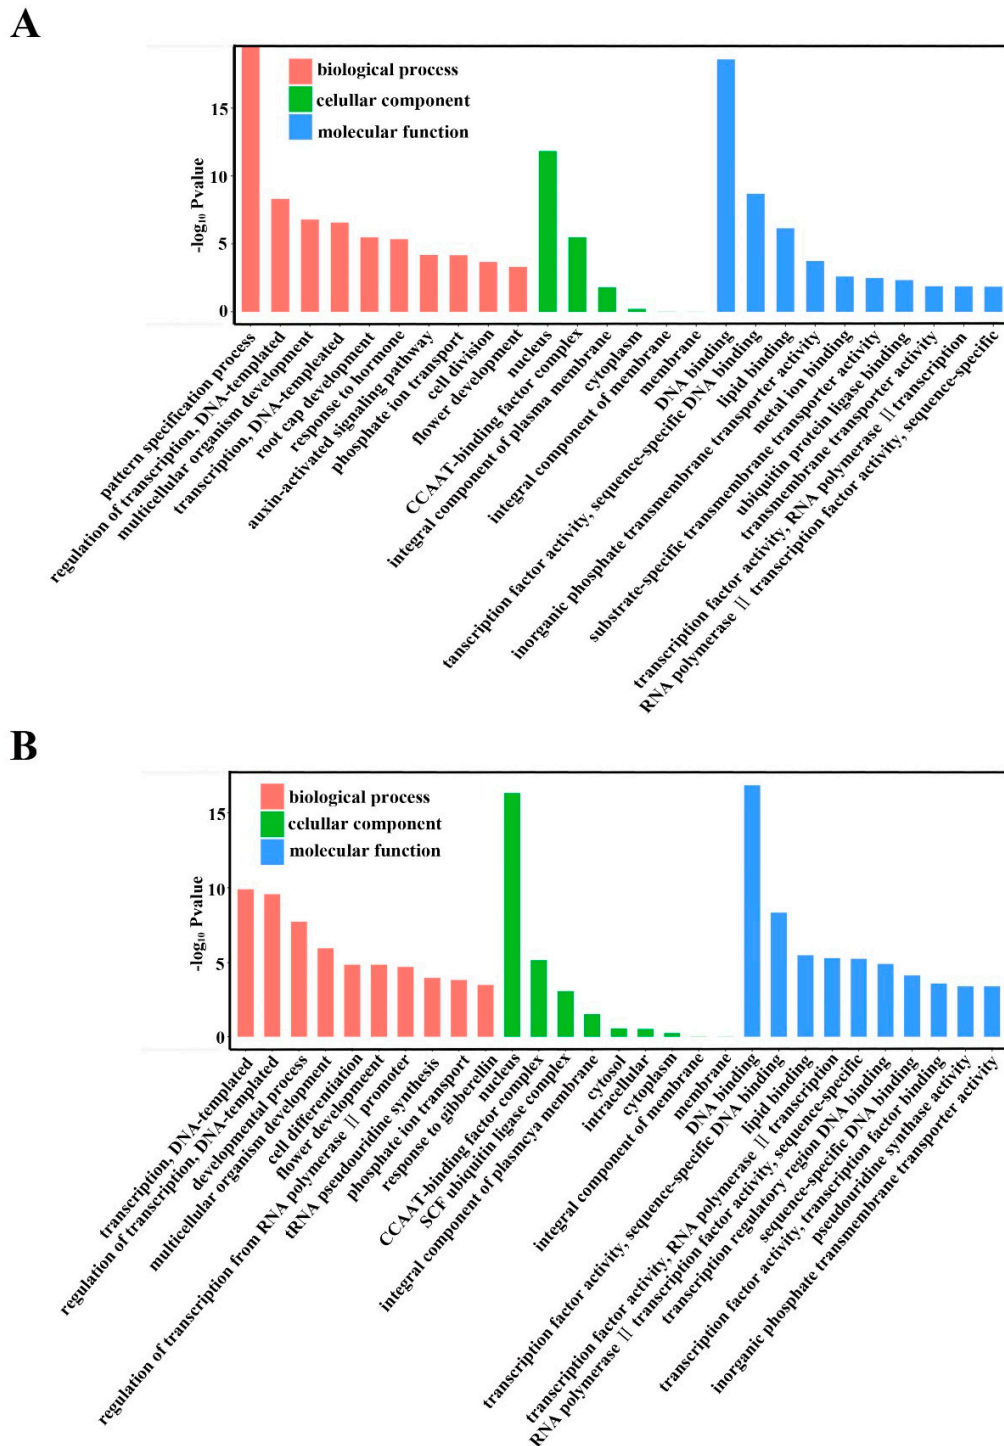 A
biological process
celullar component
molecular function
-log₁₀ Pvalue
15
10
5
0
pattern specification process
regulation of transcription, DNA-templated
multicellular organism development
transcription, DNA-templeated
root cap development
response to hormone
auxin-activated signaling pathway
phosphate ion transport
cell division
flower development
nucleus
CCAAT-binding factor complex
integral component of plasma membrane
cytoplasm
integral component of membrane
membrane
DNA binding
tanscription factor activity, sequence-specific DNA binding
lipid binding
inorganic phosphate transmembrane transporter activity
metal ion binding
substrate-specific transmembrane transporter activity
ubiquitin protein ligase binding
transmembrane transporter activity
transcription factor activity, RNA polymerase II transcription
RNA polymerase II transcription factor activity, sequence-specific
B
biological process
celullar component
molecular function
-log₁₀ Pvalue
15
10
5
0
transcription, DNA-templated
regulation of transcription, DNA-templated
developmental process
multicellular organism development
cell differentiation
flower development
regulation of transcription from RNA polymerase II promoter
tRNA pseudouridine synthesis
phosphate ion transport
response to gibberellin
nucleus
CCAAT-binding factor complex
SCF ubiquitin ligase complex
integral component of plasmcya membrane
cytosol
intracellular
cytoplasm
integral component of membrane
membrane
DNA binding
transcription factor activity, sequence-specific DNA binding
lipid binding
transcription factor activity, RNA polymerase II transcription
RNA polymerase II transcription factor activity, sequence-specific
transcription regulatory region DNA binding
sequence-specific DNA binding
transcription factor activity, transcription factor binding
pseudouridine synthase activity
inorganic phosphate transmembrane transporter activity